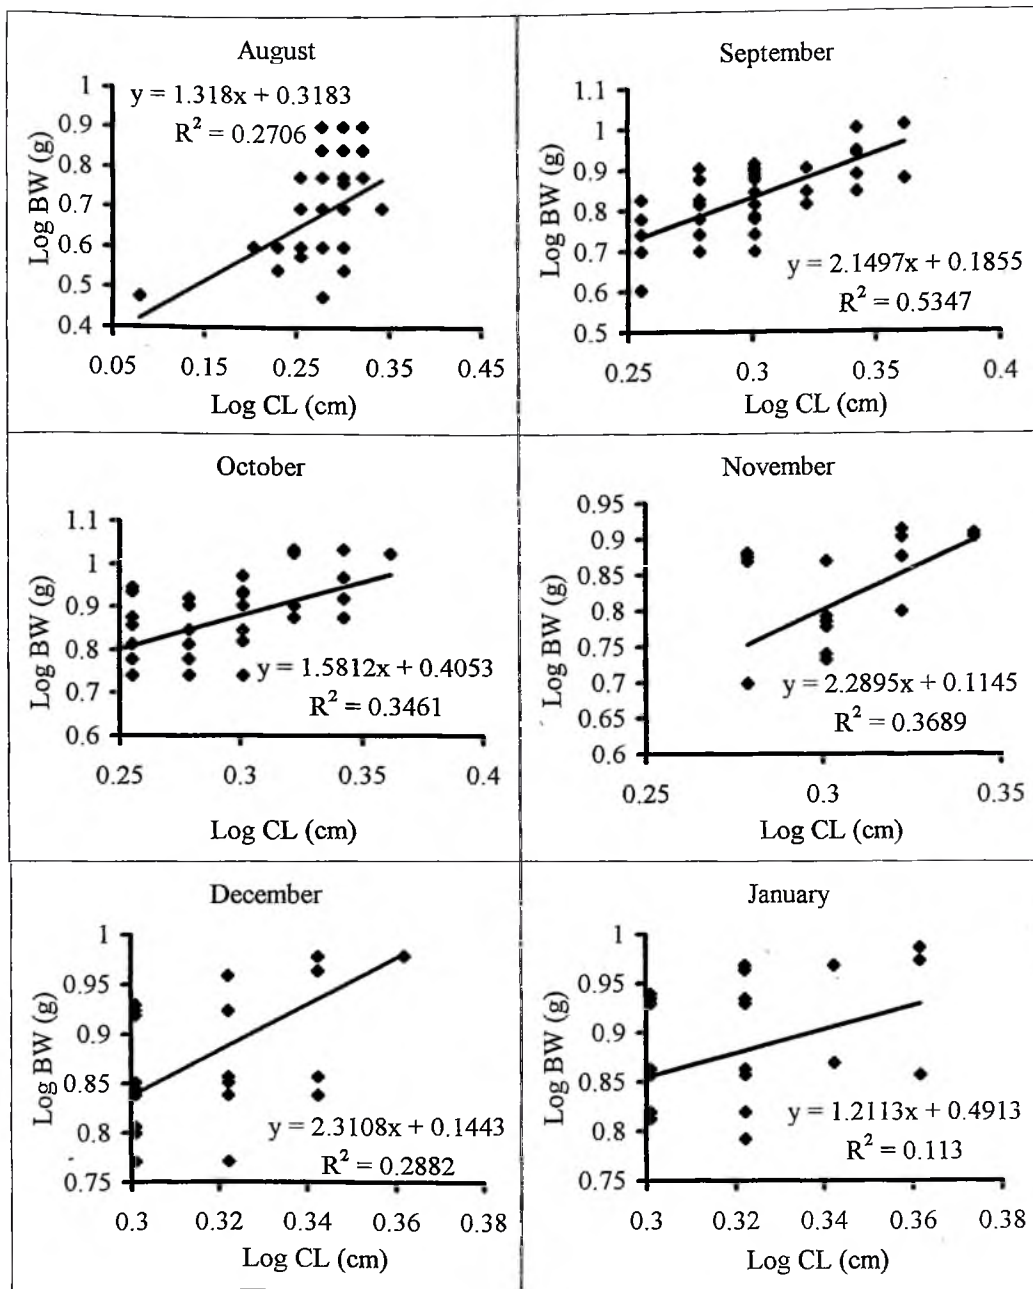 August
y = 1.318x + 0.3183
R² = 0.2706
Log BW (g)
1
0.9
0.8
0.7
0.6
0.5
0.4
0.05 0.15 0.25 0.35 0.45
Log CL (cm)
September
Log BW (g)
1.1
1
0.9
0.8
0.7
0.6
0.5
y = 2.1497x + 0.1855
R² = 0.5347
0.25 0.3 0.35 0.4
Log CL (cm)
October
Log BW (g)
1.1
1
0.9
0.8
0.7
0.6
y = 1.5812x + 0.4053
R² = 0.3461
0.25 0.3 0.35 0.4
Log CL (cm)
November
Log BW (g)
0.95
0.9
0.85
0.8
0.75
0.7
0.65
0.6
y = 2.2895x + 0.1145
R² = 0.3689
0.25 0.3 0.35
Log CL (cm)
December
Log BW (g)
1
0.95
0.9
0.85
0.8
0.75
y = 2.3108x + 0.1443
R² = 0.2882
0.3 0.32 0.34 0.36 0.38
Log CL (cm)
January
Log BW (g)
1
0.95
0.9
0.85
0.8
0.75
y = 1.2113x + 0.4913
R² = 0.113
0.3 0.32 0.34 0.36 0.38
Log CL (cm)